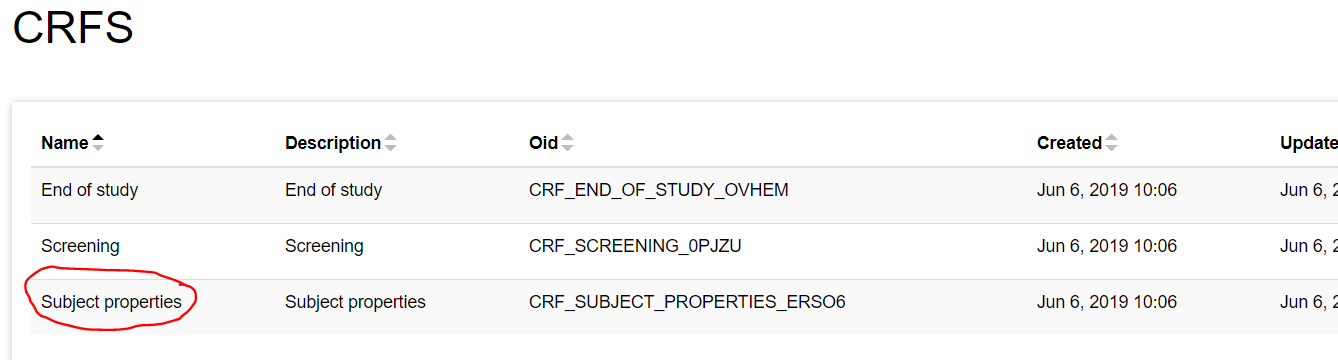 CRFS
Name Description Oid Created Update
End of study End of study CRF_END_OF_STUDY_OVHEM Jun 6, 2019 10:06 Jun 6, 2
Screening Screening CRF_SCREENING_0PJZU Jun 6, 2019 10:06 Jun 6, 2
Subject properties Subject properties CRF_SUBJECT_PROPERTIES_ERSO6 Jun 6, 2019 10:06 Jun 6, 2